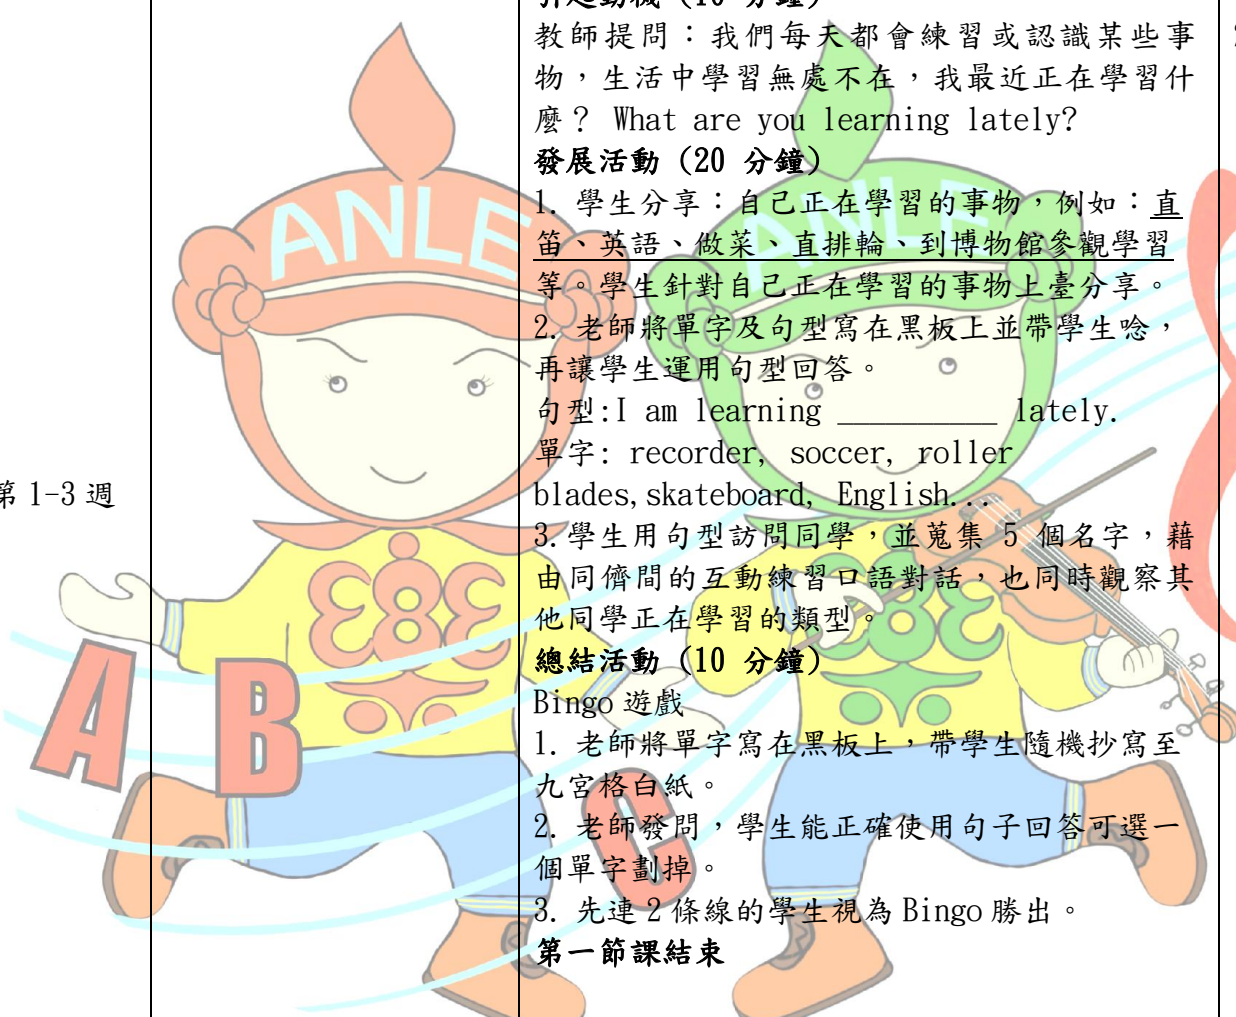 引起動機 (10 分鐘)
教師提問：我們每天都會練習或認識某些事
物，生活中學習無處不在，我最近正在學習什
麼？ What are you learning lately?
發展活動 (20 分鐘)
1. 學生分享：自己正在學習的事物，例如：直
笛、英語、做菜、直排輪、到博物館參觀學習
等。學生針對自己正在學習的事物上臺分享。
2. 老師將單字及句型寫在黑板上並帶學生唸，
再讓學生運用句型回答。
句型:I am learning __________ lately.
單字: recorder, soccer, roller
blades,skateboard, English...
第 1-3 週
3.學生用句型訪問同學，並蒐集 5 個名字，藉
由同儕間的互動練習口語對話，也同時觀察其
他同學正在學習的類型。
總結活動 (10 分鐘)
Bingo 遊戲
1. 老師將單字寫在黑板上，帶學生隨機抄寫至
九宮格白紙。
2. 老師發問，學生能正確使用句子回答可選一
個單字劃掉。
3. 先連 2 條線的學生視為 Bingo 勝出。
第一節課結束
ANLE
ANLE
A
B
C